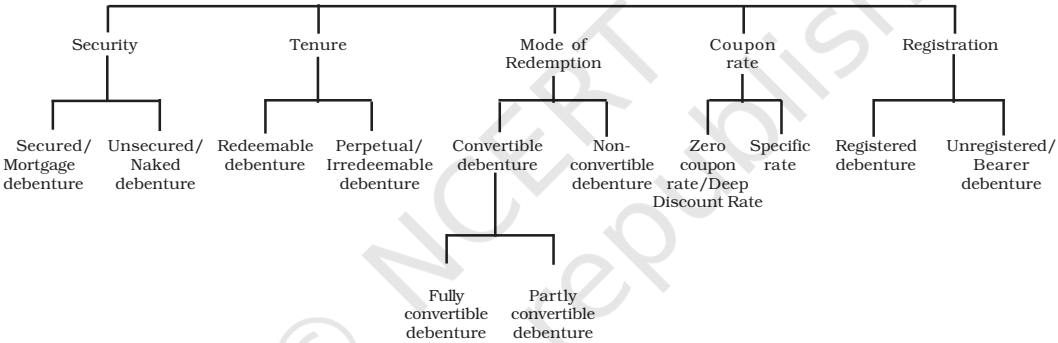 Security
Tenure
Mode of
Redemption
Coupon
rate
Registration
Secured/
Mortgage
debenture
Unsecured/
Naked
debenture
Redeemable
debenture
Perpetual/
Irredeemable
debenture
Convertible
debenture
Non-
convertible
debenture
Zero
coupon
rate/Deep
Discount Rate
Specific
rate
Registered
debenture
Unregistered/
Bearer
debenture
Fully
convertible
debenture
Partly
convertible
debenture
© NCERT
republish